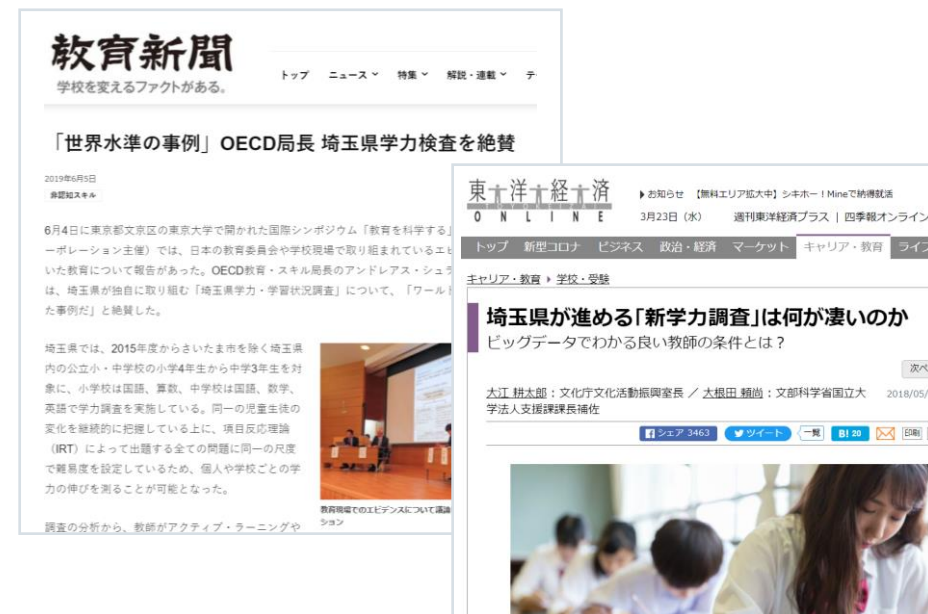 教育新聞
学校を変えるファクトがある。
トップ ニュース 特集 解説・連載
「世界水準の事例」OECD局長 埼玉県学力検査を絶賛
2019年6月5日
非認知スキル
6月4日に東京都文京区の東京大学で開かれた国際シンポジウム「教育を科学する」
ーポレーション主催）では、日本の教育委員会や学校現場で取り組まれているエビ
いた教育について報告があった。OECD教育・スキル局長のアンドレアス・シュラ
は、埼玉県が独自に取り組む「埼玉県学力・学習状況調査」について、「ワールド
た事例だ」と絶賛した。
埼玉県では、2015年度からさいたま市を除く埼玉県
内の公立小・中学校の小学4年生から中学3年生を対
象に、小学校は国語、算数、中学校は国語、数学、
英語で学力調査を実施している。同一の児童生徒の
変化を継続的に把握している上に、項目反応理論
（IRT）によって出題する全ての問題に同一の尺度
で難易度を設定しているため、個人や学校ごとの学
力の伸びを測ることが可能となった。
調査の分析から、教師がアクティブ・ラーニングや
教育現場でのエビデンスについて議論
ション
東洋経済
TOYOKEIZAI
ONLINE
お知らせ 【無料エリア拡大中】シキホー！Mineで納得就活
3月23日（水） 週刊東洋経済プラス | 四季報オンライン
トップ 新型コロナ ビジネス 政治・経済 マーケット キャリア・教育 ライフ
キャリア・教育 学校・受験
埼玉県が進める「新学力調査」は何が凄いのか
ビッグデータでわかる良い教師の条件とは？
次ペ
大江 耕太郎：文化庁文化活動振興室長 ／ 大根田 頼尚：文部科学省国立大 2018/05/
学法人支援課課長補佐
シェア 3463 ツイート 一覧 B! 20 印刷